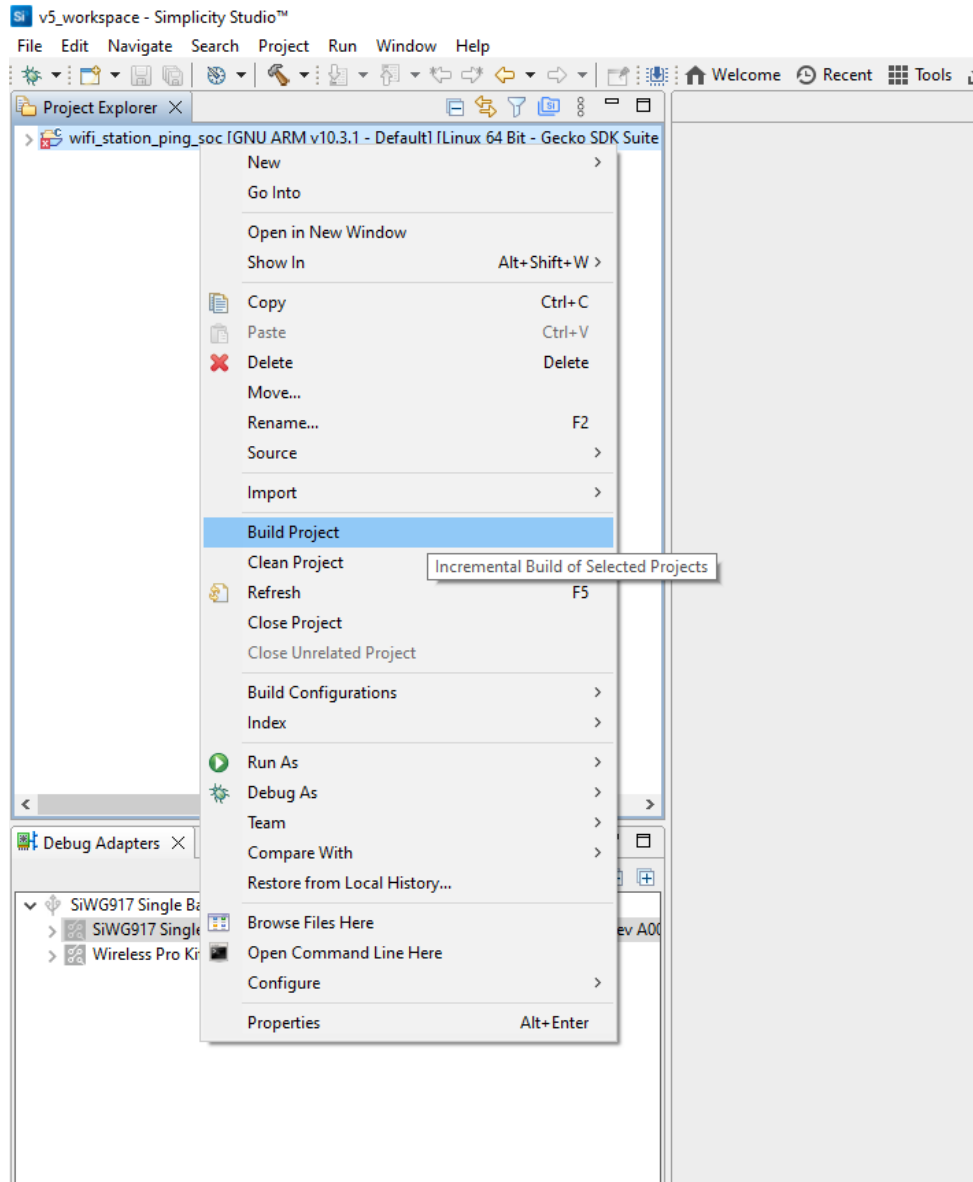 Si v5_workspace - Simplicity Studio™
File Edit Navigate Search Project Run Window Help
Welcome Recent Tools
Project Explorer
wifi_station_ping_soc [GNU ARM v10.3.1 - Default] [Linux 64 Bit - Gecko SDK Suite
New
Go Into
Open in New Window
Show In Alt+Shift+W
Copy Ctrl+C
Paste Ctrl+V
Delete Delete
Move...
Rename... F2
Source
Import
Build Project
Clean Project
Incremental Build of Selected Projects
Refresh F5
Close Project
Close Unrelated Project
Build Configurations
Index
Run As
Debug As
Team
Compare With
Restore from Local History...
Browse Files Here
Open Command Line Here
Configure
Properties Alt+Enter
Debug Adapters
SiWG917 Single Ba
SiWG917 Single ev A00
Wireless Pro Ki